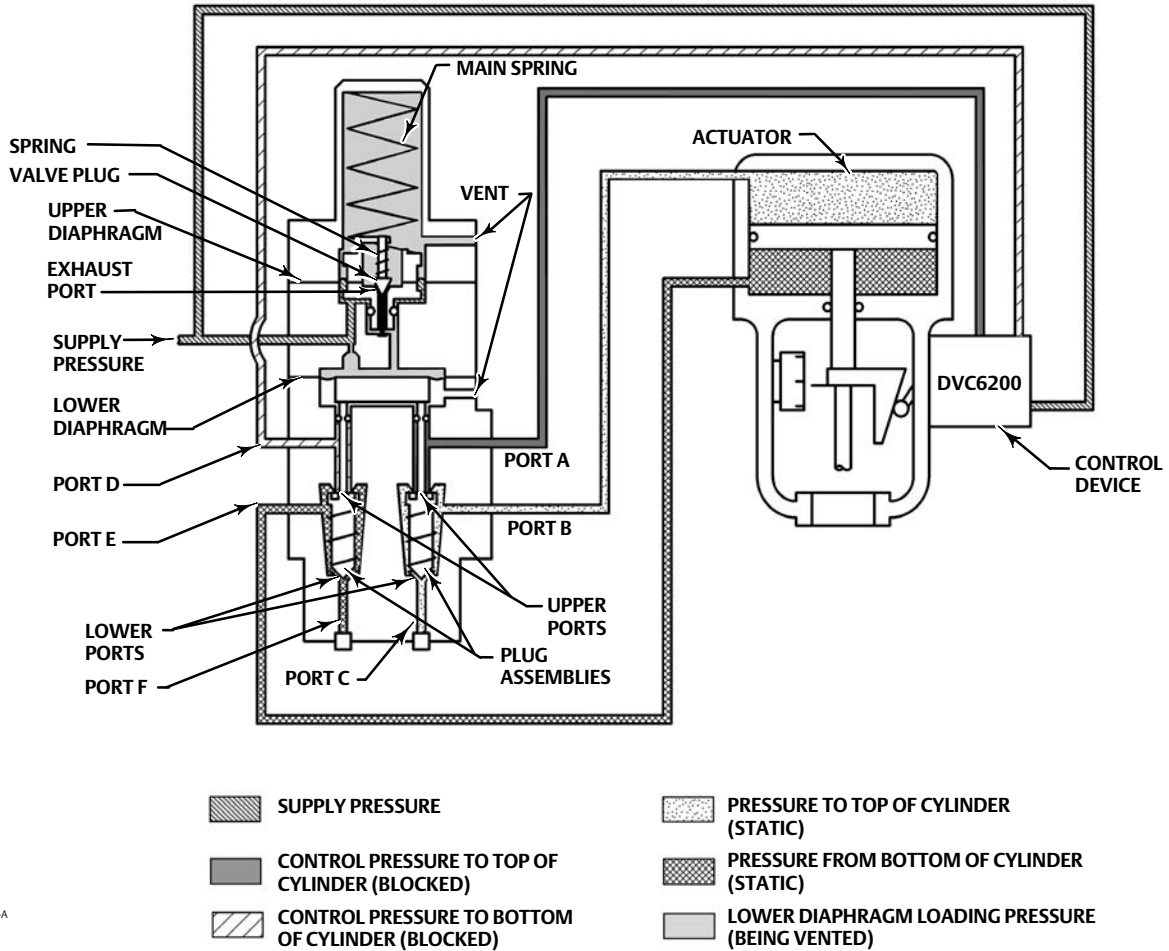 MAIN SPRING
ACTUATOR
SPRING
VALVE PLUG
VENT
UPPER
DIAPHRAGM
EXHAUST
PORT
SUPPLY
PRESSURE
DVC6200
LOWER
DIAPHRAGM
PORT A
CONTROL
DEVICE
PORT D
PORT B
PORT E
UPPER
PORTS
LOWER
PORTS
PLUG
ASSEMBLIES
PORT C
PORT F
SUPPLY PRESSURE
CONTROL PRESSURE TO TOP OF
CYLINDER (BLOCKED)
CONTROL PRESSURE TO BOTTOM
OF CYLINDER (BLOCKED)
PRESSURE TO TOP OF CYLINDER
(STATIC)
PRESSURE FROM BOTTOM OF CYLINDER
(STATIC)
LOWER DIAPHRAGM LOADING PRESSURE
(BEING VENTED)